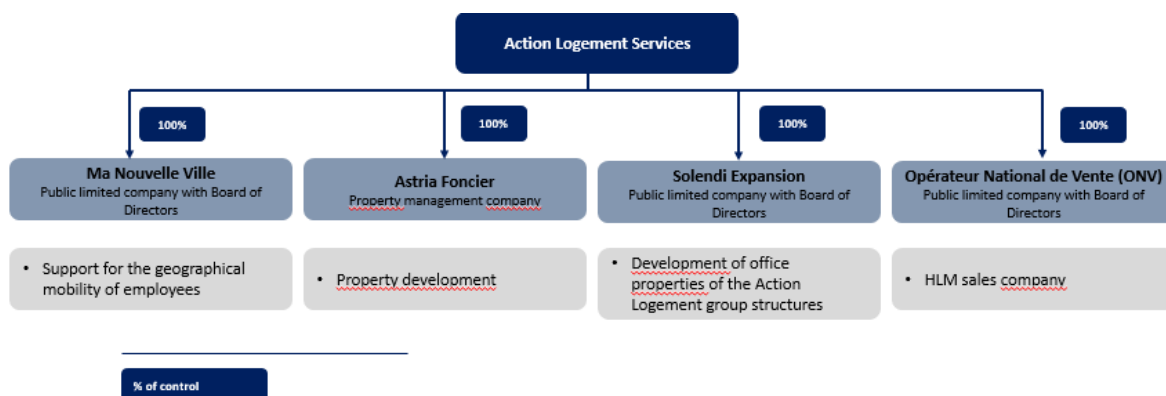 Action Logement Services
100%
100%
100%
100%
Ma Nouvelle Ville
Public limited company with Board of
Directors
Astria Foncier
Property management company
Solendi Expansion
Public limited company with Board of
Directors
Opérateur National de Vente (ONV)
Public limited company with Board of
Directors
• Support for the geographical
mobility of employees
• Property development
• Development of office
properties of the Action
Logement group structures
• HLM sales company
% of control